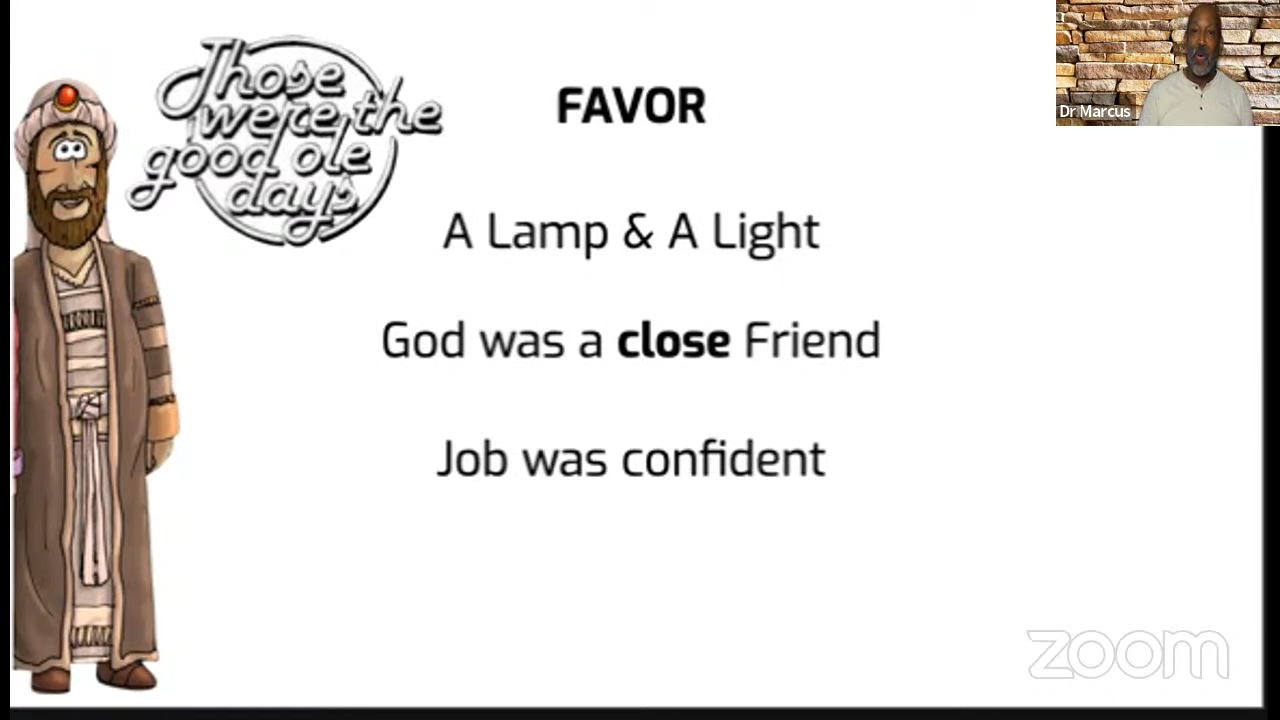 Those
were the
good ole
days
FAVOR
Dr Marcus
A Lamp & A Light
God was a close Friend
Job was confident
zoom